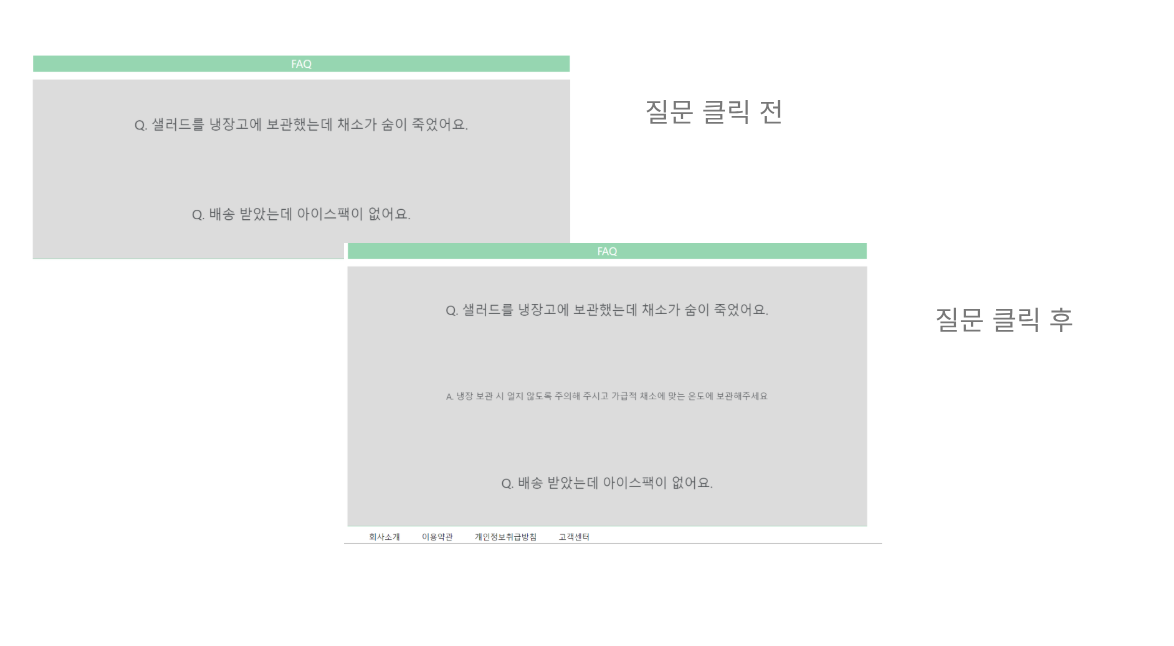 FAQ
Q. 샐러드를 냉장고에 보관했는데 채소가 숨이 죽었어요.
Q. 배송 받았는데 아이스팩이 없어요.
질문 클릭 전
FAQ
Q. 샐러드를 냉장고에 보관했는데 채소가 숨이 죽었어요.
A. 냉장 보관 시 얼지 않도록 주의해 주시고 가급적 채소에 맞는 온도에 보관해주세요
Q. 배송 받았는데 아이스팩이 없어요.
회사소개 이용약관 개인정보취급방침 고객센터
질문 클릭 후